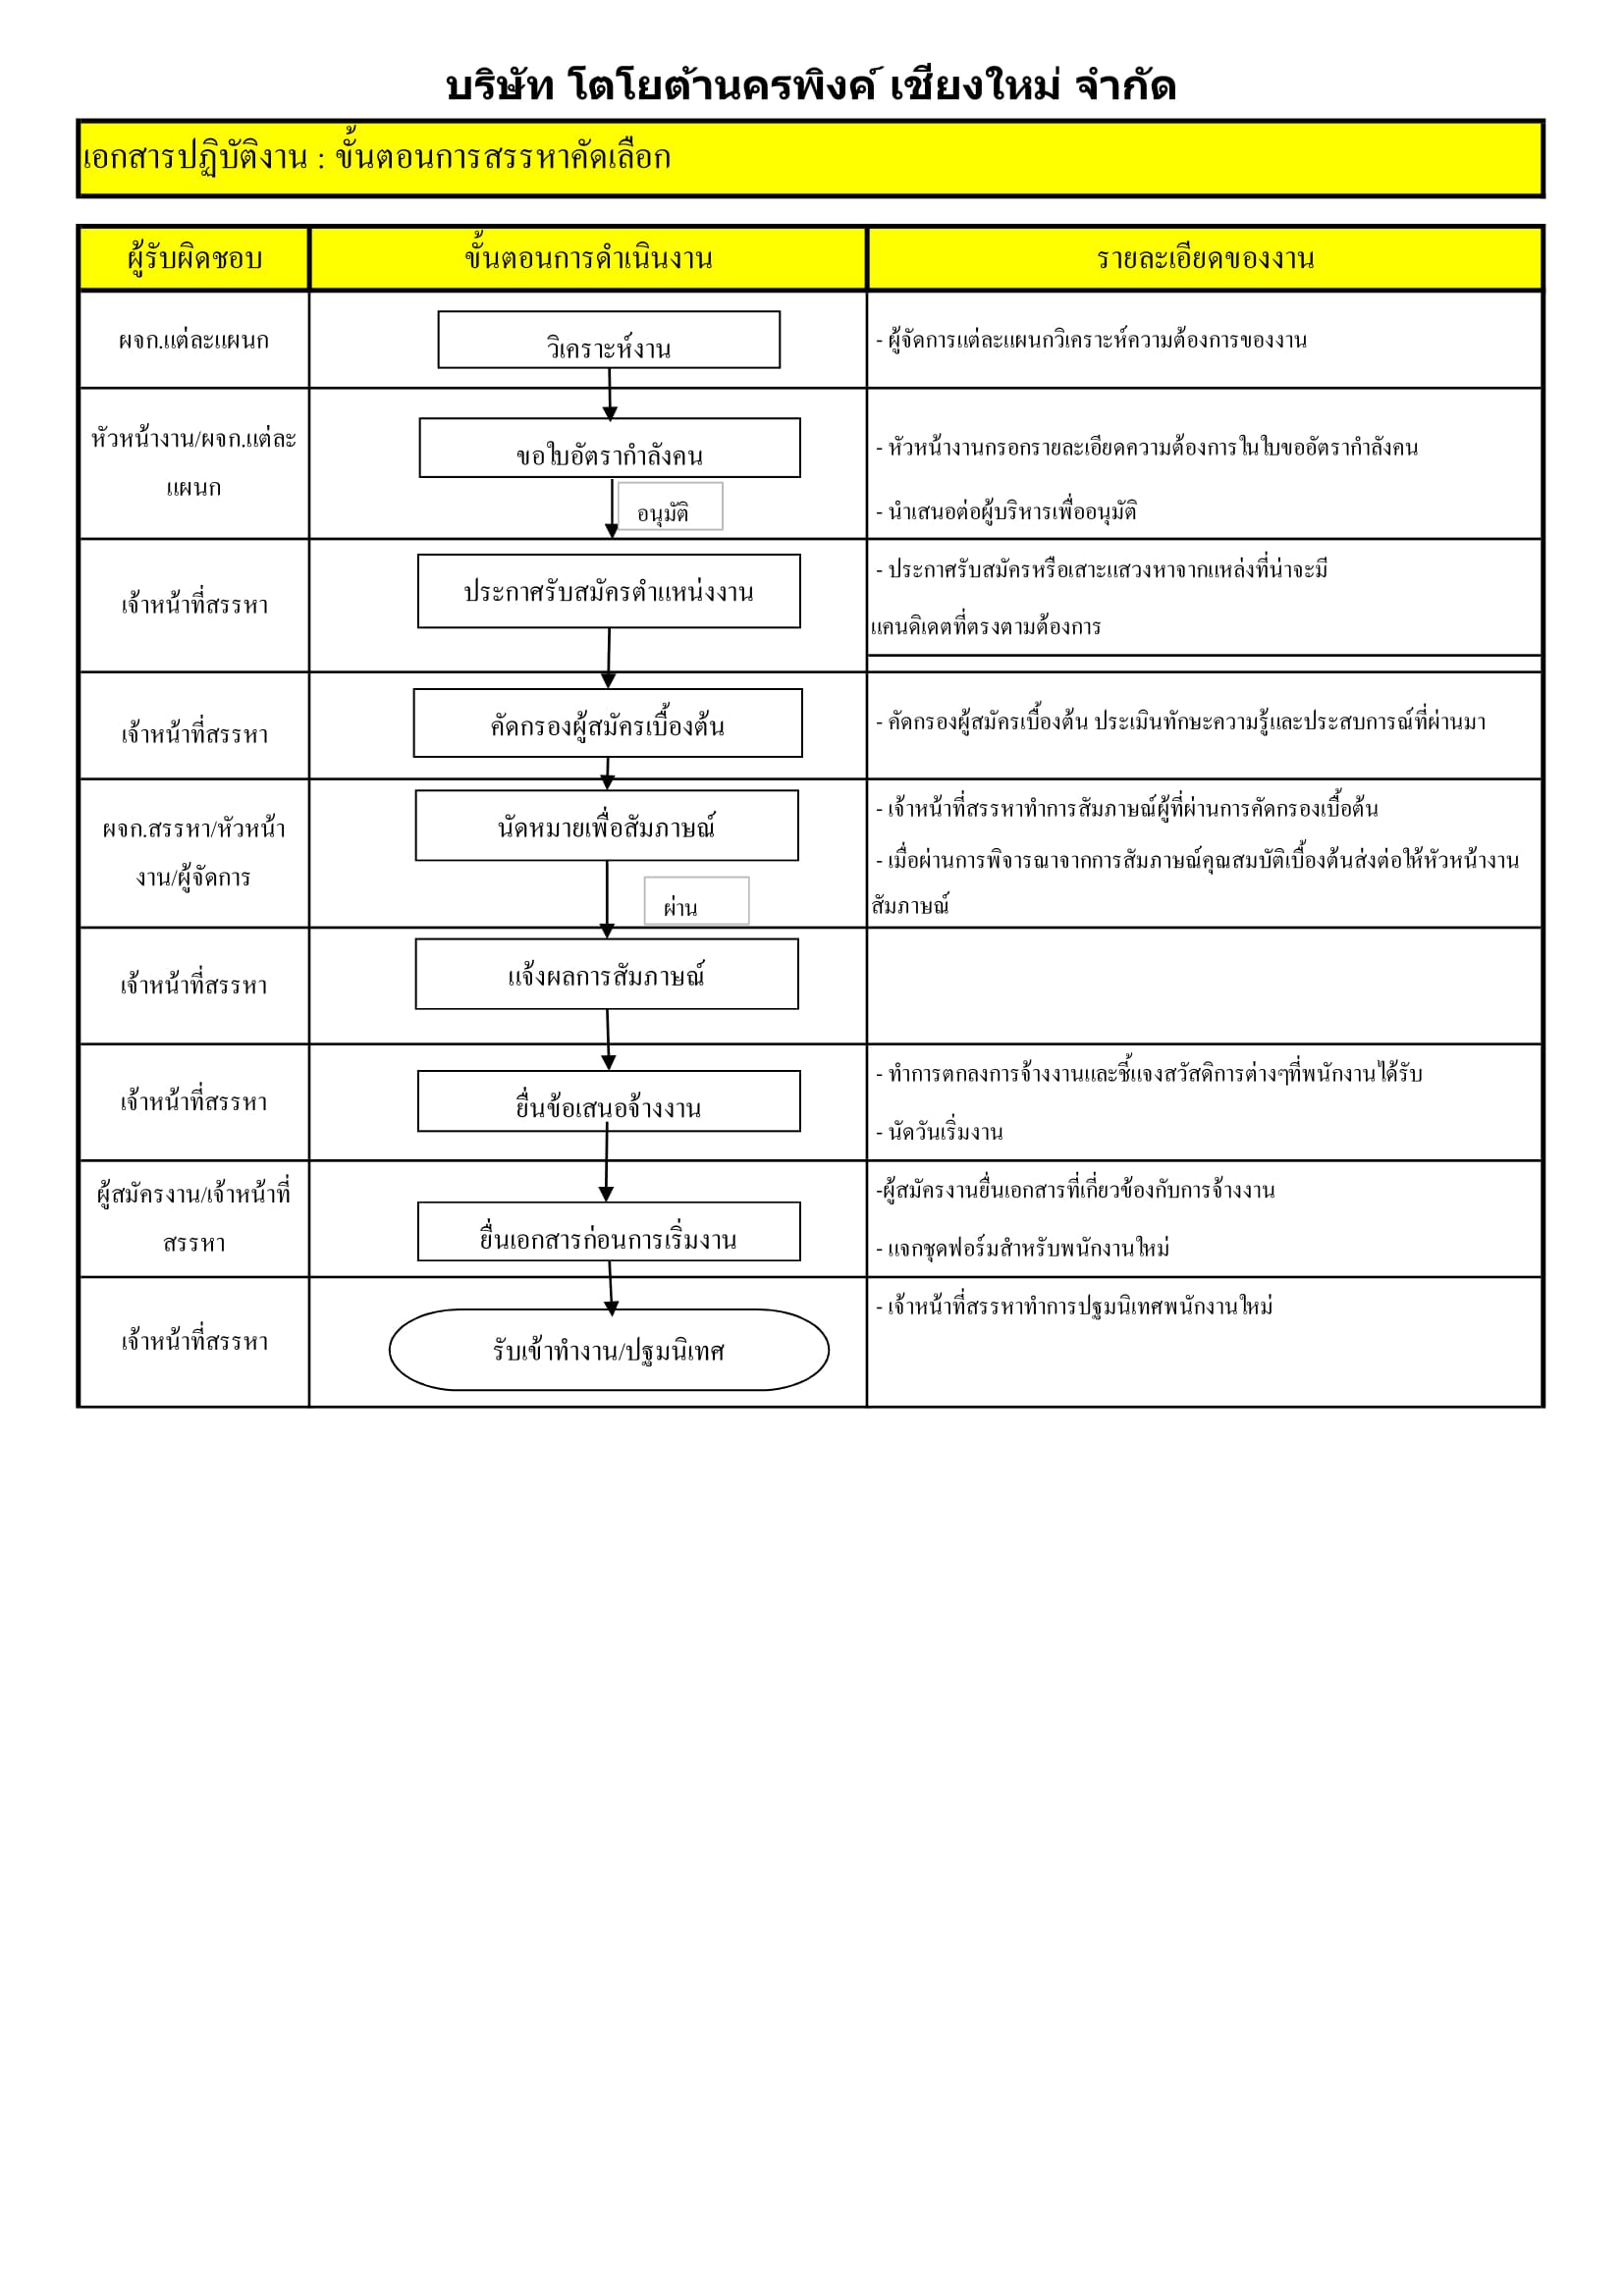 บริษัท โตโยต้านครพิงค์ เชียงใหม่ จำกัด
เอกสารปฏิบัติงาน : ขั้นตอนการสรรหาคัดเลือก
ผู้รับผิดชอบ
ขั้นตอนการดำเนินงาน
รายละเอียดของงาน
ผจก.แต่ละแผนก
วิเคราะห์งาน
- ผู้จัดการแต่ละแผนกวิเคราะห์ความต้องการของงาน
หัวหน้างาน/ผจก.แต่ละ
แผนก
ขอใบอัตรากำลังคน
อนุมัติ
- หัวหน้างานกรอกรายละเอียดความต้องการในใบขออัตรากำลังคน
- นำเสนอต่อผู้บริหารเพื่ออนุมัติ
เจ้าหน้าที่สรรหา
ประกาศรับสมัครตำแหน่งงาน
- ประกาศรับสมัครหรือเสาะแสวงหาจากแหล่งที่น่าจะมี
แคนดิเดตที่ตรงตามต้องการ
เจ้าหน้าที่สรรหา
คัดกรองผู้สมัครเบื้องต้น
- คัดกรองผู้สมัครเบื้องต้น ประเมินทักษะความรู้และประสบการณ์ที่ผ่านมา
ผจก.สรรหา/หัวหน้า
งาน/ผู้จัดการ
นัดหมายเพื่อสัมภาษณ์
ผ่าน
- เจ้าหน้าที่สรรหาทำการสัมภาษณ์ผู้ที่ผ่านการคัดกรองเบื้อต้น
- เมื่อผ่านการพิจารณาจากการสัมภาษณ์คุณสมบัติเบื้องต้นส่งต่อให้หัวหน้างาน
สัมภาษณ์
เจ้าหน้าที่สรรหา
แจ้งผลการสัมภาษณ์
เจ้าหน้าที่สรรหา
ยื่นข้อเสนอจ้างงาน
- ทำการตกลงการจ้างงานและชี้แจงสวัสดิการต่างๆที่พนักงานได้รับ
- นัดวันเริ่มงาน
ผู้สมัครงาน/เจ้าหน้าที่
สรรหา
ยื่นเอกสารก่อนการเริ่มงาน
-ผู้สมัครงานยื่นเอกสารที่เกี่ยวข้องกับการจ้างงาน
- แจกชุดฟอร์มสำหรับพนักงานใหม่
เจ้าหน้าที่สรรหา
รับเข้าทำงาน/ปฐมนิเทศ
- เจ้าหน้าที่สรรหาทำการปฐมนิเทศพนักงานใหม่